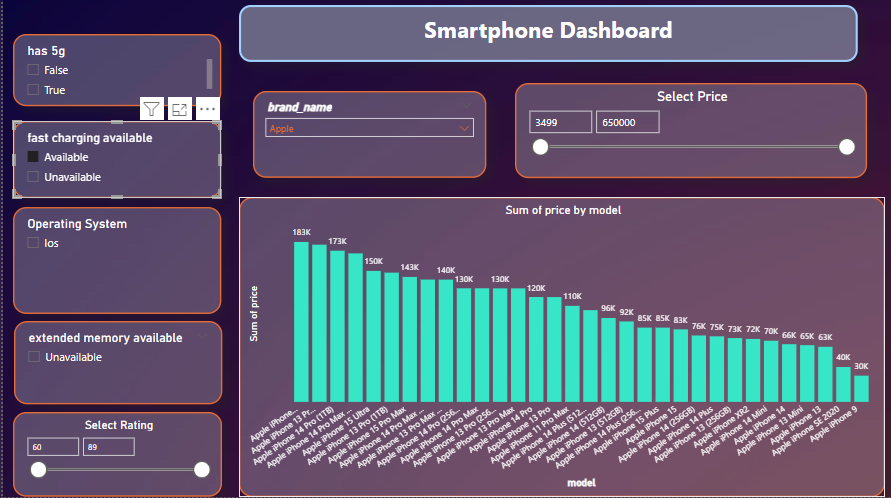 Smartphone Dashboard
has 5g
False
True
fast charging available
Available
Unavailable
Operating System
Ios
extended memory available
Unavailable
Select Rating
60 89
brand_name
Apple
Select Price
3499 650000
Sum of price by model
Sum of price
183K
173K
150K
143K
140K
130K
130K
120K
110K
96K
92K
85K
85K
83K
76K
75K
73K
72K
70K
66K
65K
63K
40K
30K
Apple iPhone...
Apple iPhone 13 Pr...
Apple iPhone 14 Pro (1TB)
Apple iPhone 14 Pro Max ...
Apple iPhone 15 Ultra
Apple iPhone 13 Pro (1TB)
Apple iPhone 15 Pro Max
Apple iPhone 14 Pro Max ...
Apple iPhone 13 Pro Max ...
Apple iPhone 14 Pro (256...
Apple iPhone 14 Pro Max
Apple iPhone 13 Pro (256...
Apple iPhone 13 Pro Max
Apple iPhone 14 Pro
Apple iPhone 13 Pro
Apple iPhone 11 Pro Max
Apple iPhone 14 Plus (512...
Apple iPhone 14 (512GB)
Apple iPhone 13 (512GB)
Apple iPhone 14 Plus (256...
Apple iPhone 15 Plus
Apple iPhone 15
Apple iPhone 14 (256GB)
Apple iPhone 14 Plus
Apple iPhone 13 (256GB)
Apple iPhone XR2
Apple iPhone 14 Mini
Apple iPhone 14
Apple iPhone 13 Mini
Apple iPhone 13
Apple iPhone SE 2020
Apple iPhone 9
model